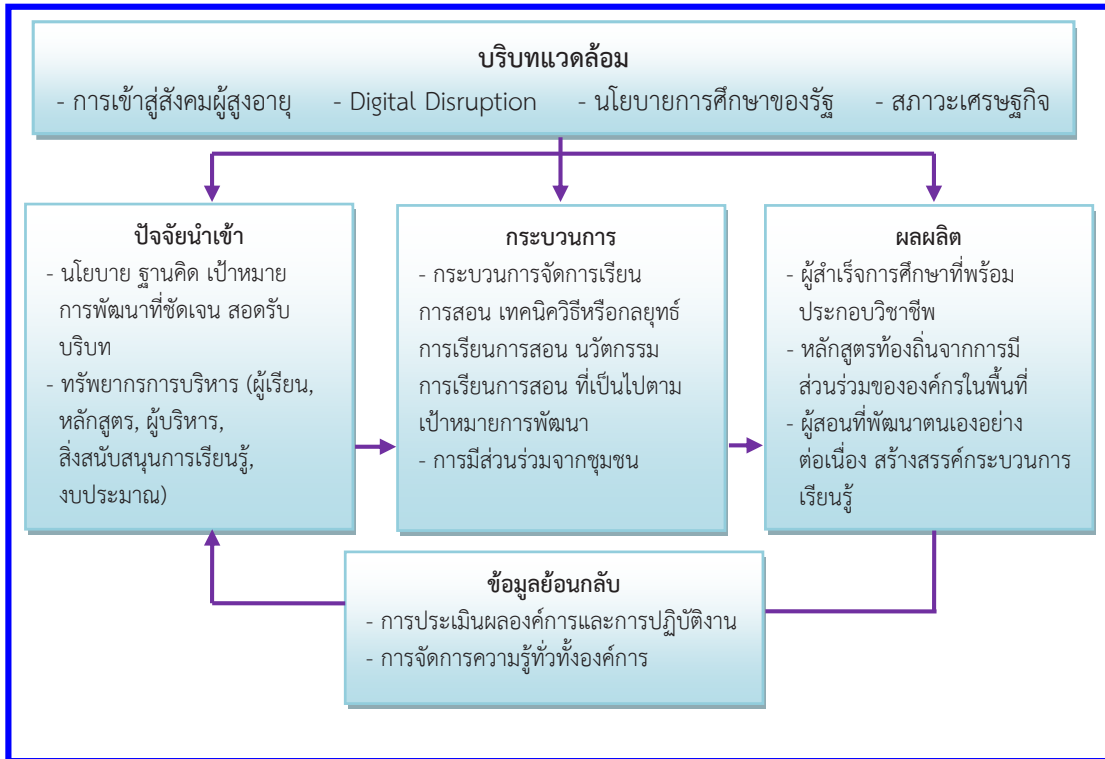 บริบทแวดล้อม
- การเข้าสู่สังคมผู้สูงอายุ - Digital Disruption - นโยบายการศึกษาของรัฐ - สภาวะเศรษฐกิจ
ปัจจัยนำเข้า
- นโยบาย ฐานคิด เป้าหมาย
การพัฒนาที่ชัดเจน สอดรับ
บริบท
- ทรัพยากรการบริหาร (ผู้เรียน,
หลักสูตร, ผู้บริหาร,
สิ่งสนับสนุนการเรียนรู้,
งบประมาณ)
กระบวนการ
- กระบวนการจัดการเรียน
การสอน เทคนิควิธีหรือกลยุทธ์
การเรียนการสอน นวัตกรรม
การเรียนการสอน ที่เป็นไปตาม
เป้าหมายการพัฒนา
- การมีส่วนร่วมจากชุมชน
ผลผลิต
- ผู้สำเร็จการศึกษาที่พร้อม
ประกอบวิชาชีพ
- หลักสูตรท้องถิ่นจากการมี
ส่วนร่วมขององค์กรในพื้นที่
- ผู้สอนที่พัฒนาตนเองอย่าง
ต่อเนื่อง สร้างสรรค์กระบวนการ
เรียนรู้
ข้อมูลย้อนกลับ
- การประเมินผลองค์การและการปฏิบัติงาน
- การจัดการความรู้ทั่วทั้งองค์การ